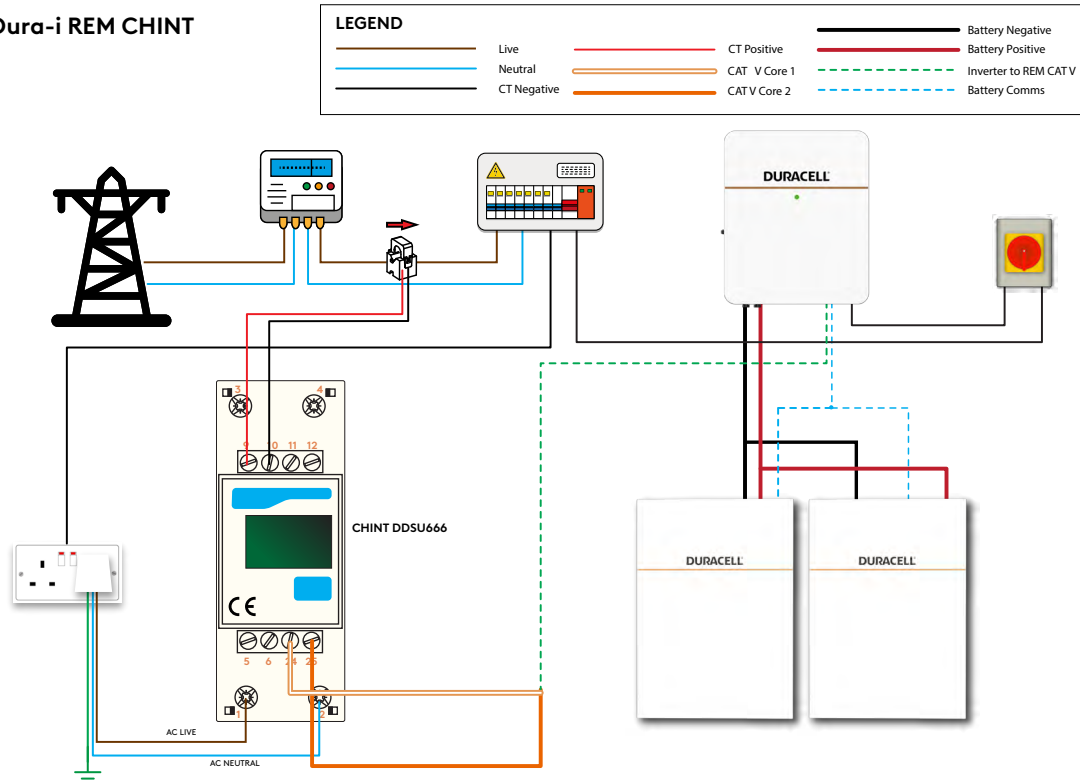 Dura-i REM CHINT
LEGEND
Live
Neutral
CT Negative
CT Positive
CAT V Core 1
CAT V Core 2
Battery Negative
Battery Positive
Inverter to REM CAT V
Battery Comms
DURACELL
3 4
9 10 11 12
CHINT DDSU666
CE
5 6 24 25
1 2
AC LIVE
AC NEUTRAL
DURACELL
DURACELL